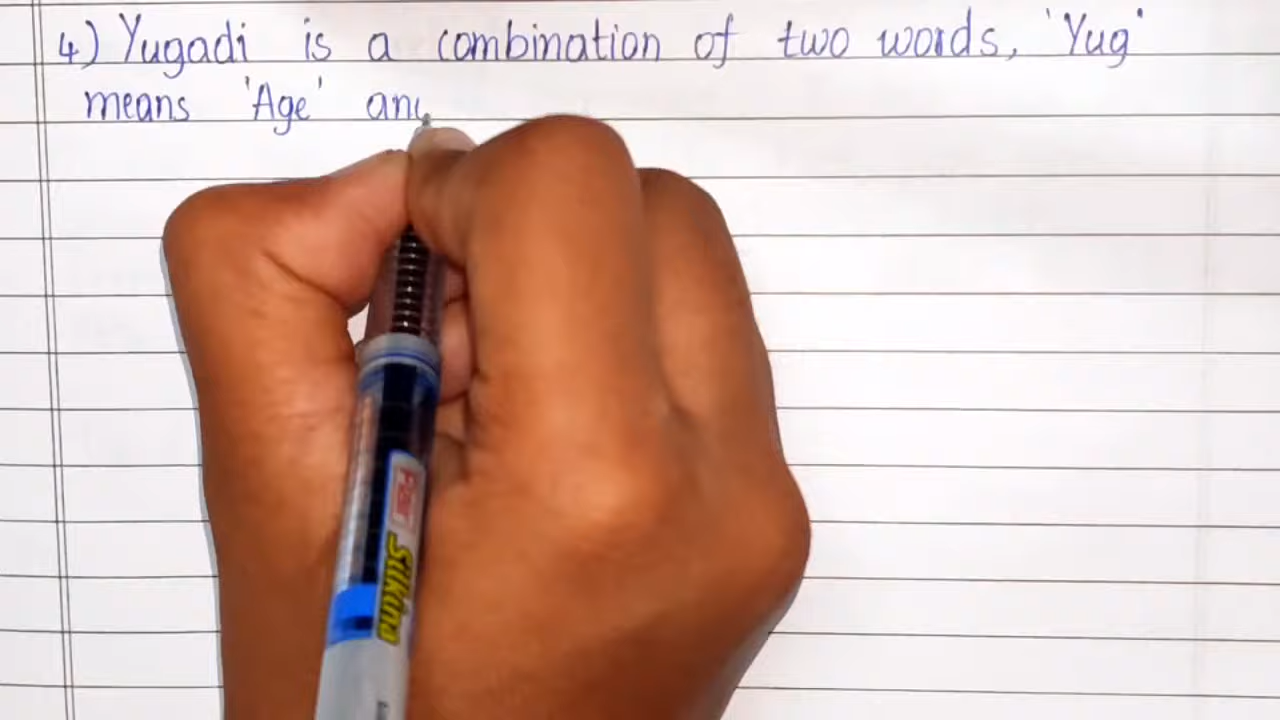 4) Yugadi is a combination of two words, 'Yug'
means 'Age' an